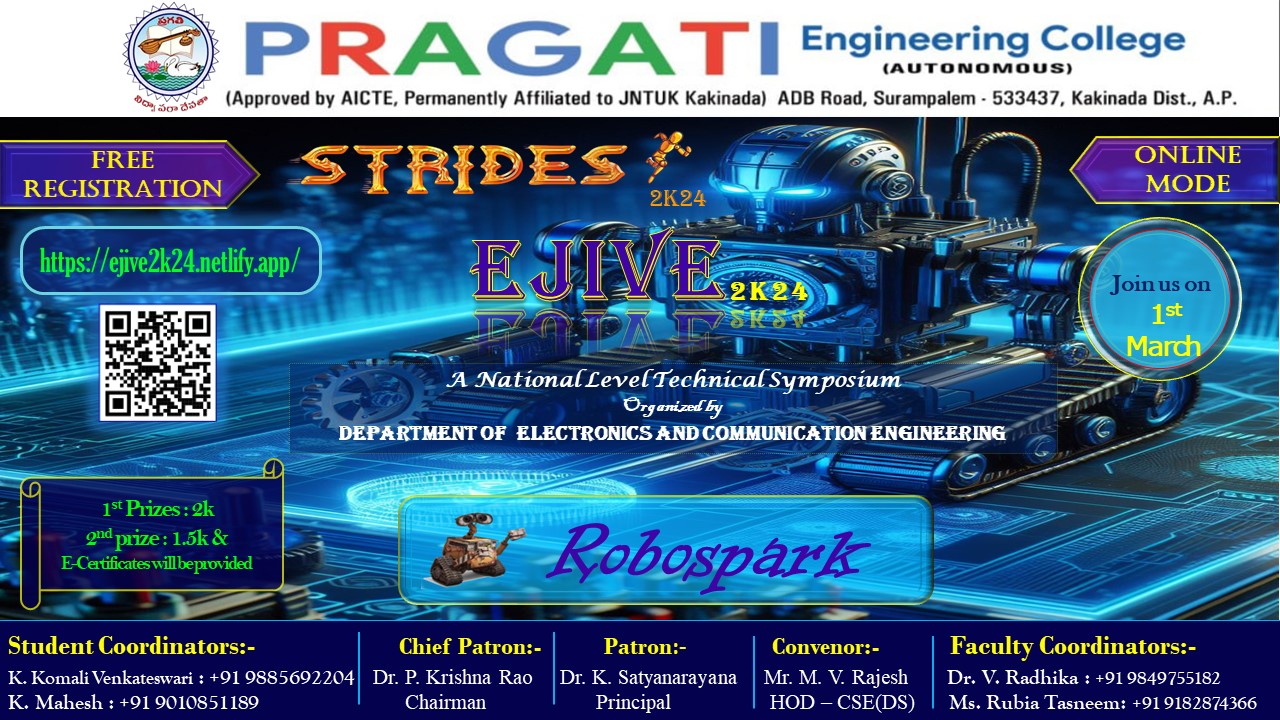 ప్రగతి
విద్యా పరా దేవతా
PRAGATI Engineering College
(AUTONOMOUS)
(Approved by AICTE, Permanently Affiliated to JNTUK Kakinada) ADB Road, Surampalem - 533437, Kakinada Dist., A.P.
FREE
REGISTRATION
STRIDES
2K24
ONLINE
MODE
https://ejive2k24.netlify.app/
EJIVE
2K24
Join us on
1st
March
A National Level Technical Symposium
Organized by
DEPARTMENT OF ELECTRONICS AND COMMUNICATION ENGINEERING
1st Prizes : 2k
2nd prize : 1.5k &
E-Certificates will be provided
Robospark
Student Coordinators:-
K. Komali Venkateswari : +91 9885692204
K. Mahesh : +91 9010851189
Chief Patron:-
Dr. P. Krishna Rao
Chairman
Patron:-
Dr. K. Satyanarayana
Principal
Convenor:-
Mr. M. V. Rajesh
HOD – CSE(DS)
Faculty Coordinators:-
Dr. V. Radhika : +91 9849755182
Ms. Rubia Tasneem: +91 9182874366